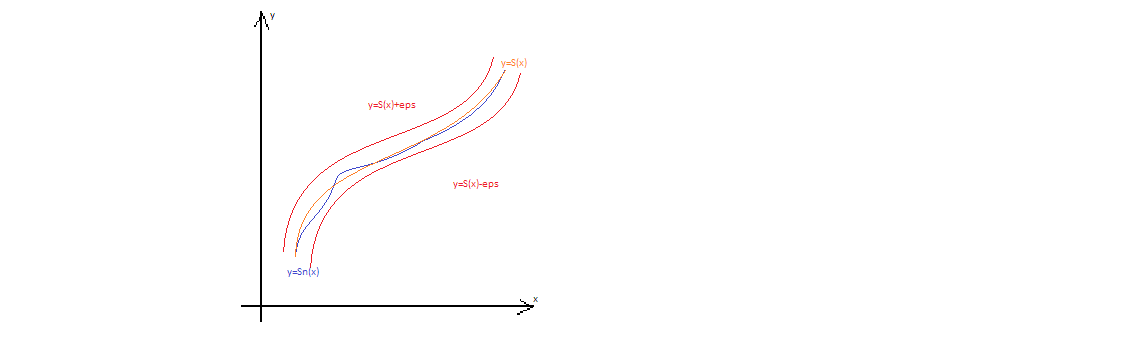 y
y=S(x)
y=S(x)+eps
y=S(x)-eps
y=Sn(x)
x